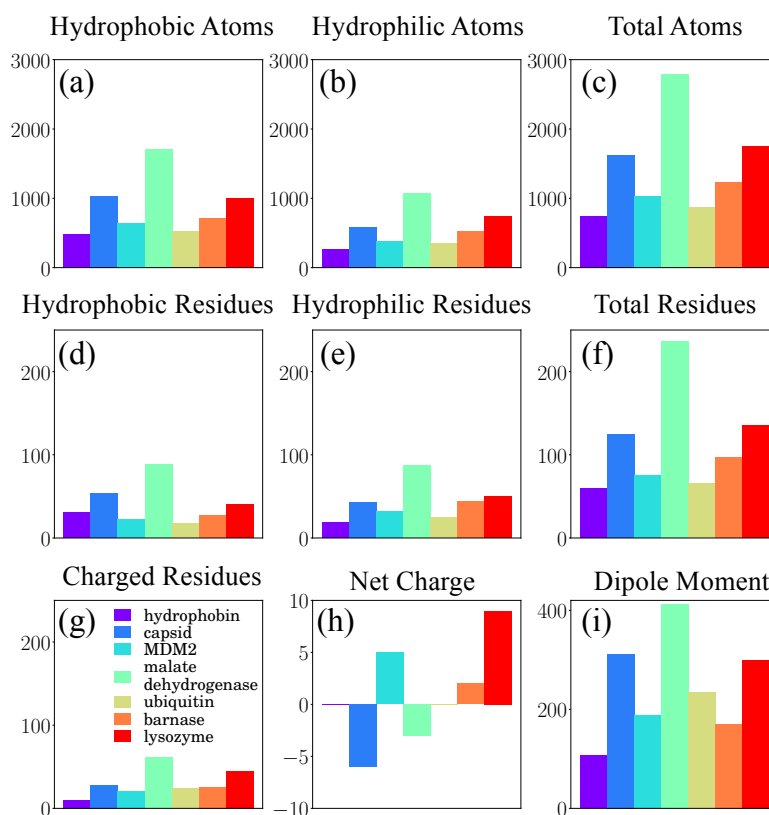 Hydrophobic Atoms Hydrophilic Atoms Total Atoms
3000 3000 3000
(a) (b) (c)
2000 2000 2000
1000 1000 1000
0 0 0
Hydrophobic Residues Hydrophilic Residues Total Residues
(d) (e) (f)
200 200 200
100 100 100
0 0 0
Charged Residues Net Charge Dipole Moment
10
(g) (h) (i)
400
hydrophobin
200 capsid 5
MDM2
malate
dehydrogenase
0 200
ubiquitin
100 barnase
lysozyme −5
0 −10 0